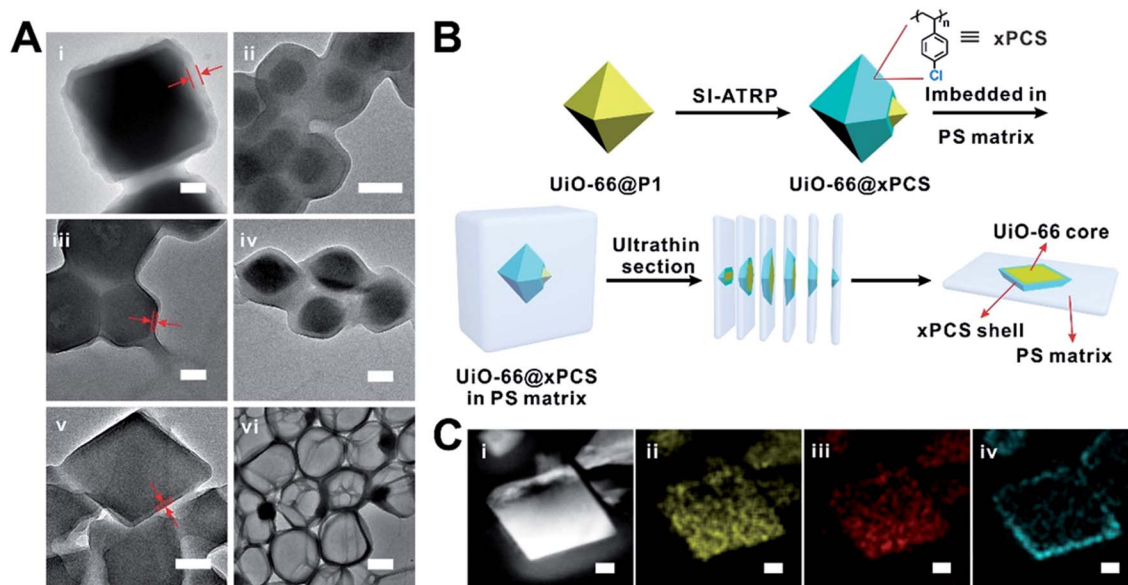 A
i
ii
iii
iv
v
vi
B
n
Cl
≡ xPCS
SI-ATRP
Imbedded in
PS matrix
UiO-66@P1
UiO-66@xPCS
Ultrathin
section
UiO-66 core
xPCS shell
PS matrix
UiO-66@xPCS
in PS matrix
C
i
ii
iii
iv